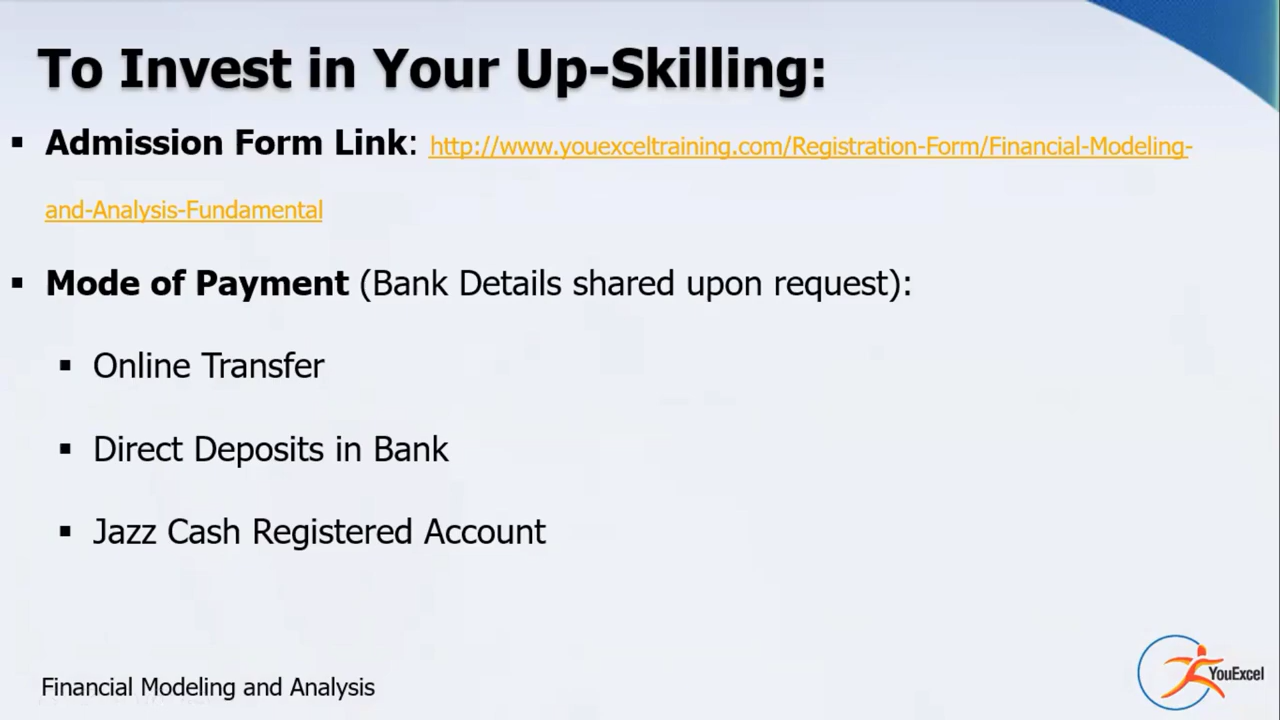 To Invest in Your Up-Skilling:
▪ Admission Form Link: http://www.youexceltraining.com/Registration-Form/Financial-Modeling-
and-Analysis-Fundamental
▪ Mode of Payment (Bank Details shared upon request):
▪ Online Transfer
▪ Direct Deposits in Bank
▪ Jazz Cash Registered Account
Financial Modeling and Analysis
YouExcel